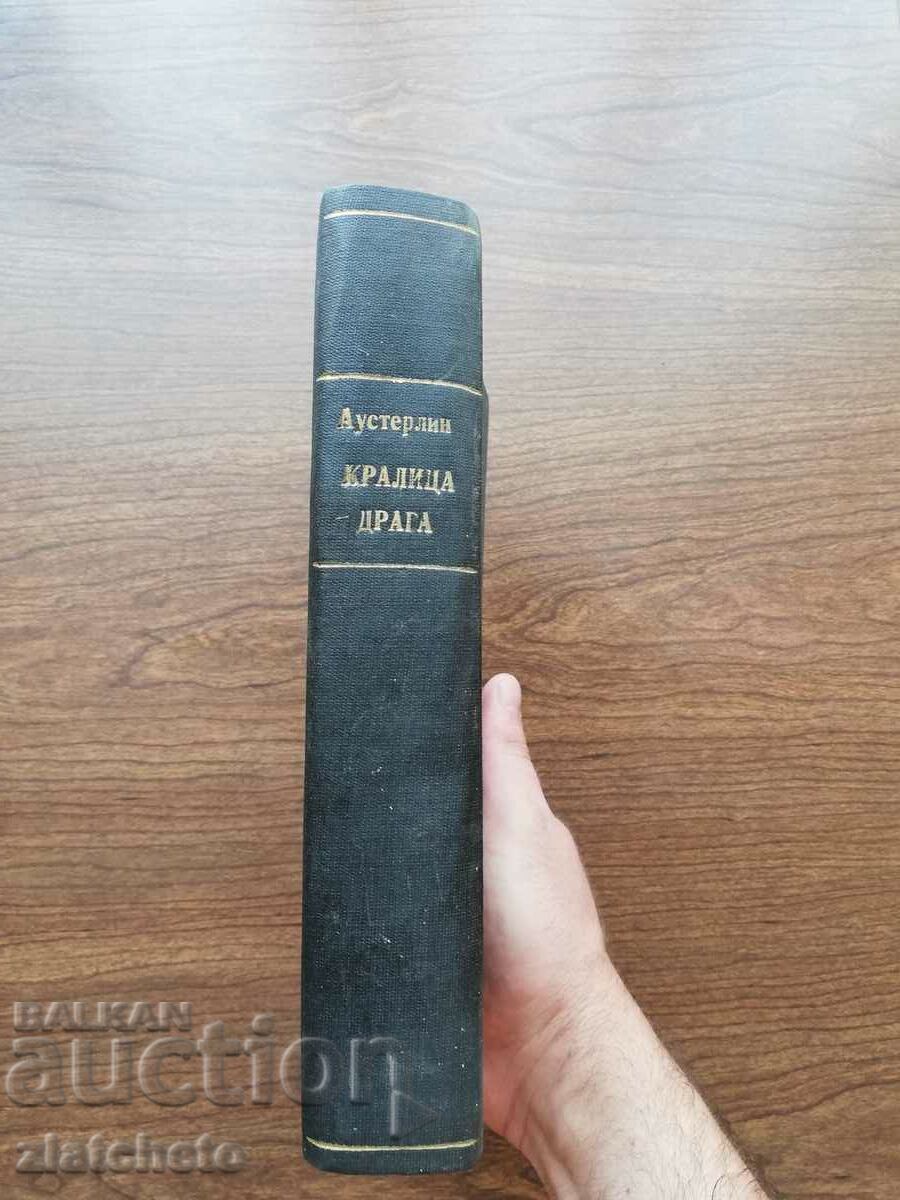 Аустерлин
КРАЛИЦА
ДРАГА
BALKAN
auction
zlatcheto